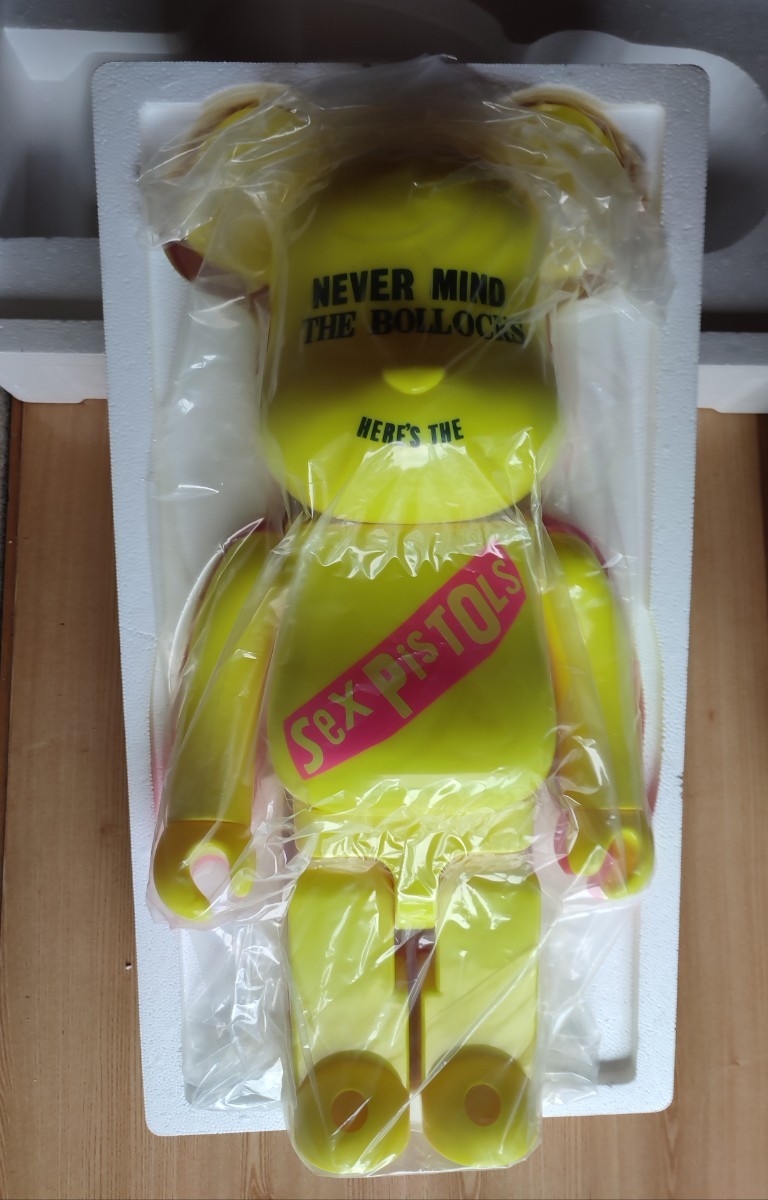 NEVER MIND
THE BOLLOCKS
HERE'S THE
Sex PisTOLS